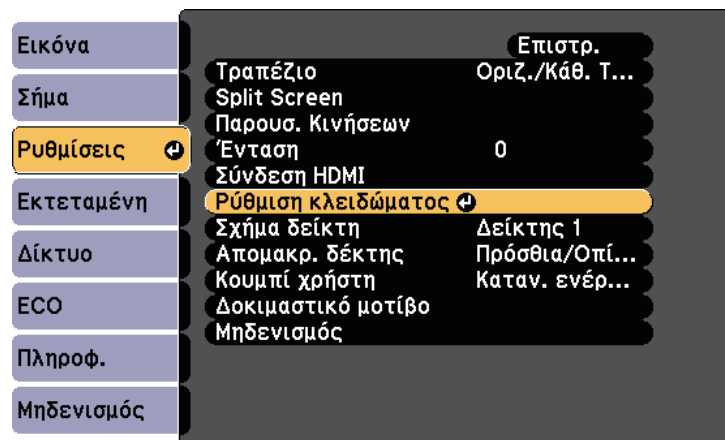 Εικόνα
Σήμα
Ρυθμίσεις
Εκτεταμένη
Δίκτυο
ECO
Πληροφ.
Μηδενισμός
Επιστρ.
Τραπέζιο Οριζ./Κάθ. Τ...
Split Screen
Παρουσ. Κινήσεων
Ένταση 0
Σύνδεση HDMI
Ρύθμιση κλειδώματος
Σχήμα δείκτη Δείκτης 1
Απομακρ. δέκτης Πρόσθια/Οπί...
Κουμπί χρήστη Καταν. ενέρ...
Δοκιμαστικό μοτίβο
Μηδενισμός